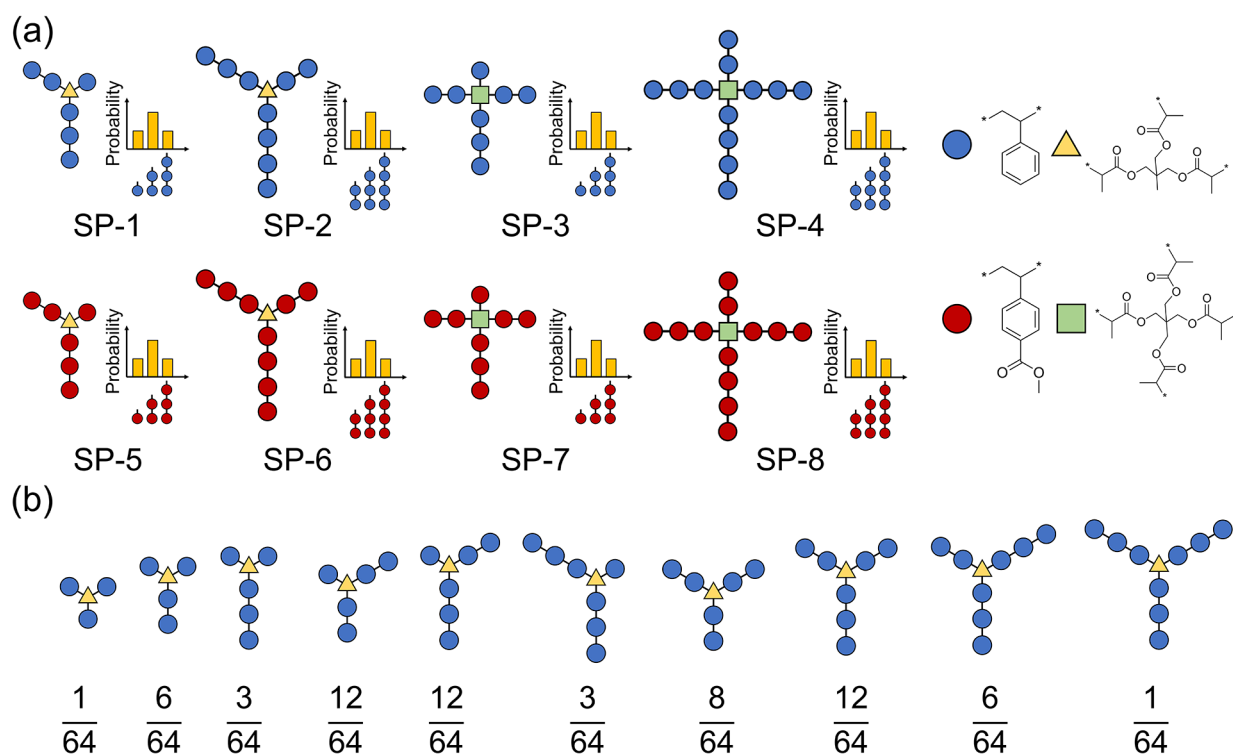 (a)
Probability
SP-1
Probability
SP-2
Probability
SP-3
Probability
SP-4
* *
* O O O O O O * *
Probability
SP-5
Probability
SP-6
Probability
SP-7
Probability
SP-8
* *
O O
* O O O O O O O O * * *
(b)
1 6 3 12 12 3 8 12 6 1
64 64 64 64 64 64 64 64 64 64